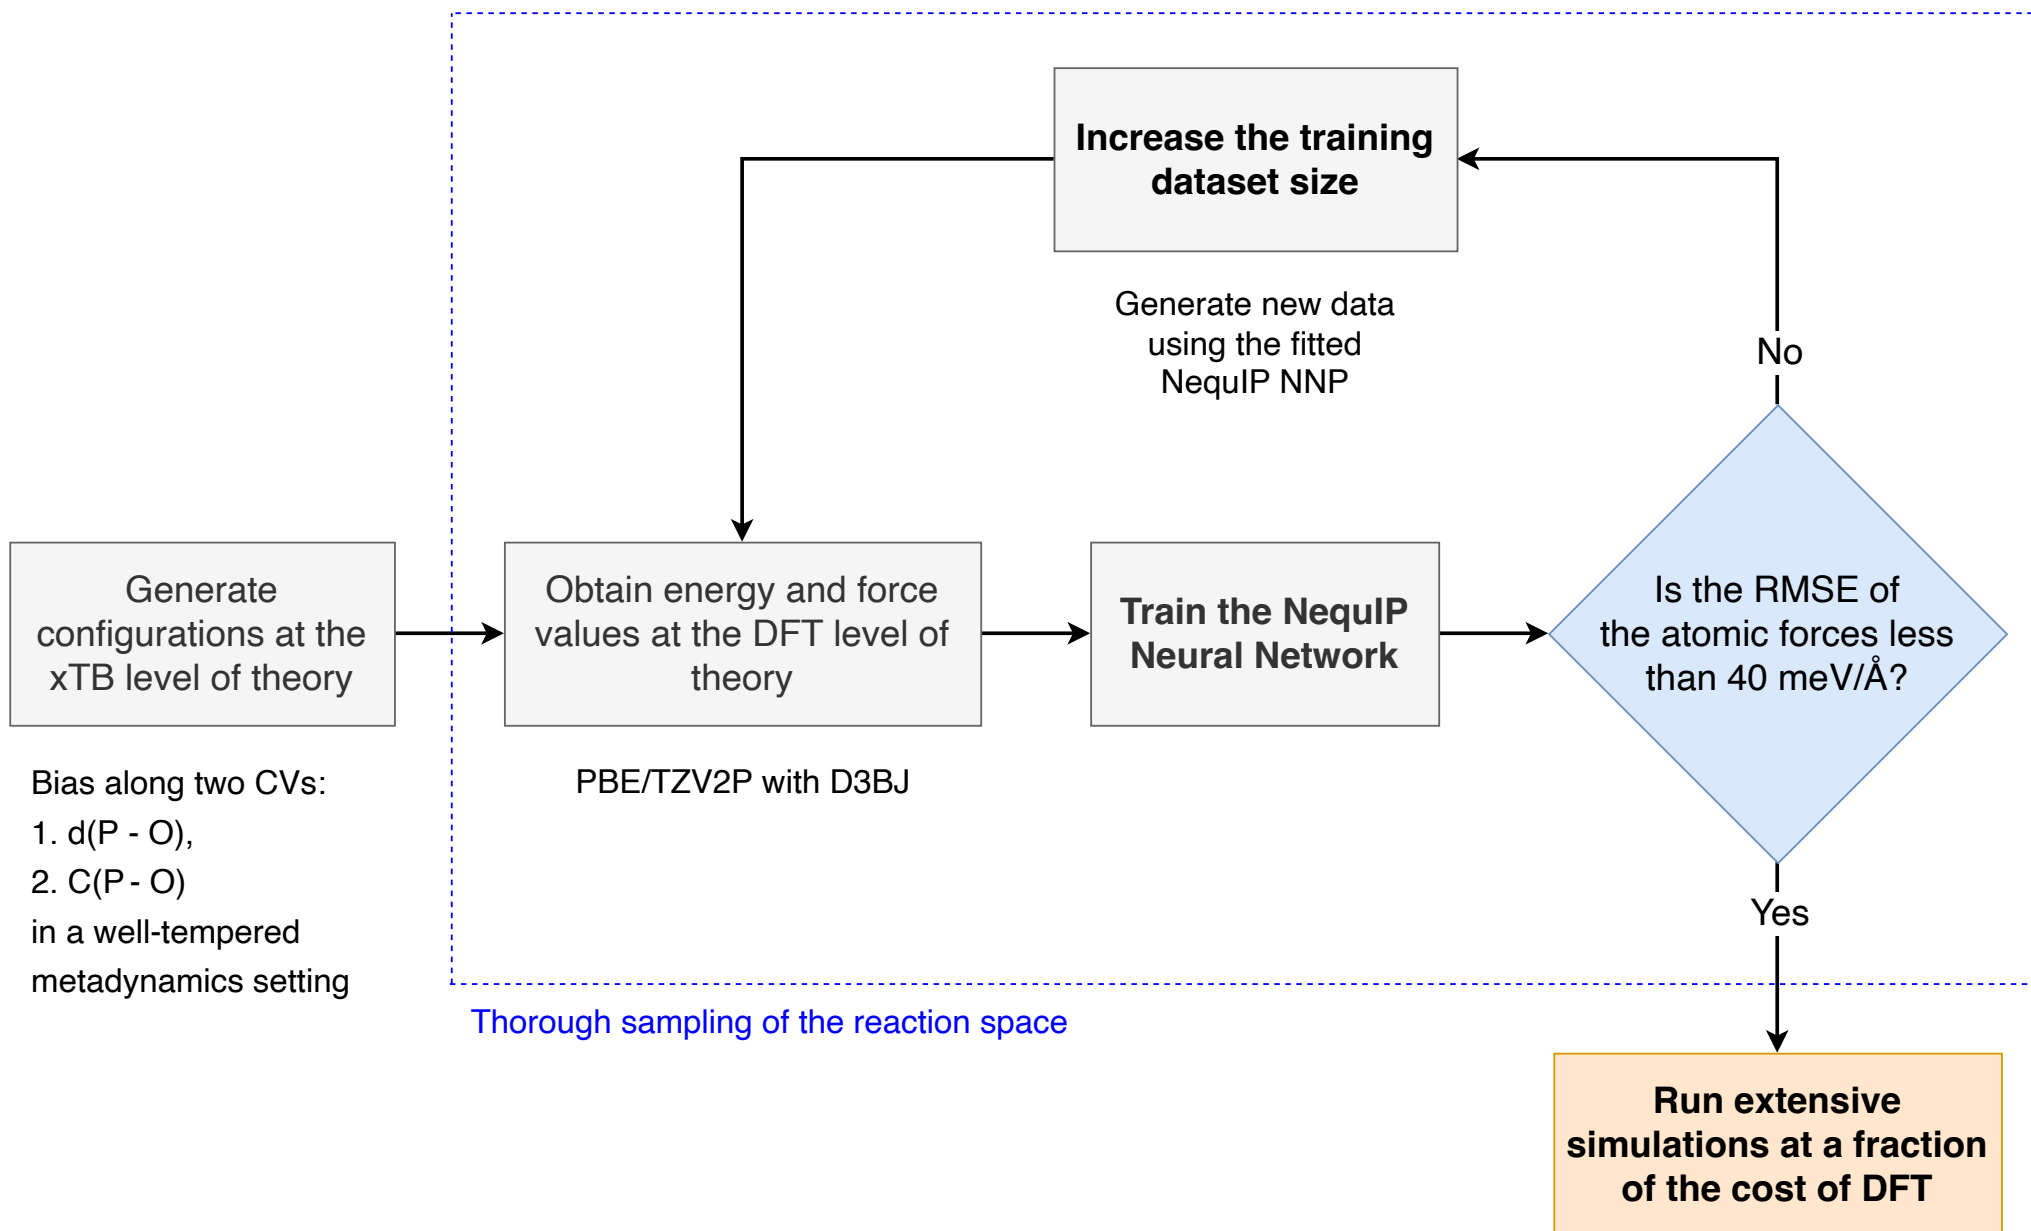 Increase the training
dataset size
Generate new data
using the fitted
NequIP NNP
No
Generate
configurations at the
xTB level of theory
Obtain energy and force
values at the DFT level of
theory
Train the NequIP
Neural Network
Is the RMSE of
the atomic forces less
than 40 meV/Å?
Bias along two CVs:
1. d(P - O),
2. C(P - O)
in a well-tempered
metadynamics setting
PBE/TZV2P with D3BJ
Yes
Thorough sampling of the reaction space
Run extensive
simulations at a fraction
of the cost of DFT